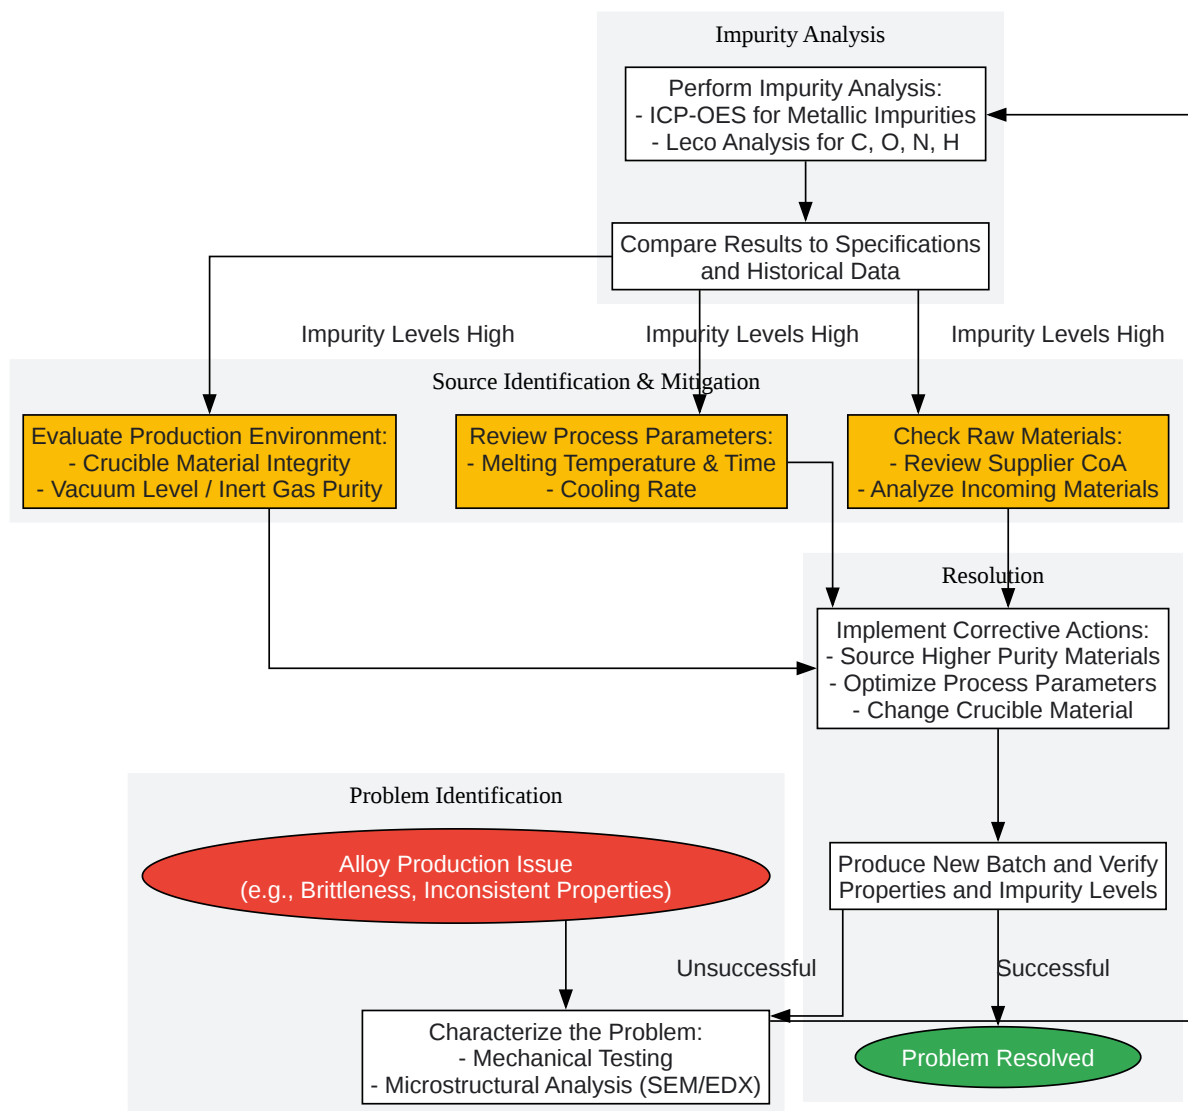 Impurity Analysis
Perform Impurity Analysis:
- ICP-OES for Metallic Impurities
- Leco Analysis for C, O, N, H
Compare Results to Specifications
and Historical Data
Impurity Levels High
Impurity Levels High
Impurity Levels High
Source Identification & Mitigation
Evaluate Production Environment:
- Crucible Material Integrity
- Vacuum Level / Inert Gas Purity
Review Process Parameters:
- Melting Temperature & Time
- Cooling Rate
Check Raw Materials:
- Review Supplier CoA
- Analyze Incoming Materials
Resolution
Implement Corrective Actions:
- Source Higher Purity Materials
- Optimize Process Parameters
- Change Crucible Material
Problem Identification
Alloy Production Issue
(e.g., Brittleness, Inconsistent Properties)
Produce New Batch and Verify
Properties and Impurity Levels
Unsuccessful
Successful
Characterize the Problem:
- Mechanical Testing
- Microstructural Analysis (SEM/EDX)
Problem Resolved